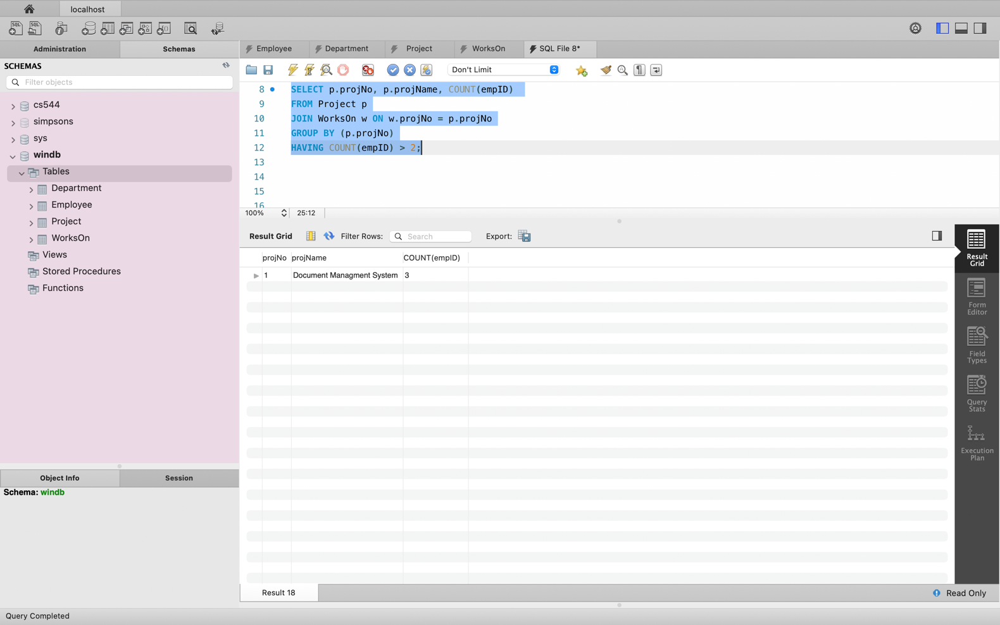 localhost
SQL
SQL
Administration
Schemas
SCHEMAS
Filter objects
cs544
simpsons
sys
windb
Tables
Department
Employee
Project
WorksOn
Views
Stored Procedures
Functions
Object Info
Session
Schema: windb
Employee
Department
Project
WorksOn
SQL File 8*
Don't Limit
8 SELECT p.projNo, p.projName, COUNT(empID)
9 FROM Project p
10 JOIN WorksOn w ON w.projNo = p.projNo
11 GROUP BY (p.projNo)
12 HAVING COUNT(empID) > 2;
13
14
15
16
100%
25:12
Result Grid
Filter Rows:
Search
Export:
projNo projName COUNT(empID)
1 Document Managment System 3
Result
Grid
Form
Editor
Field
Types
Query
Stats
Execution
Plan
Result 18
Read Only
Query Completed